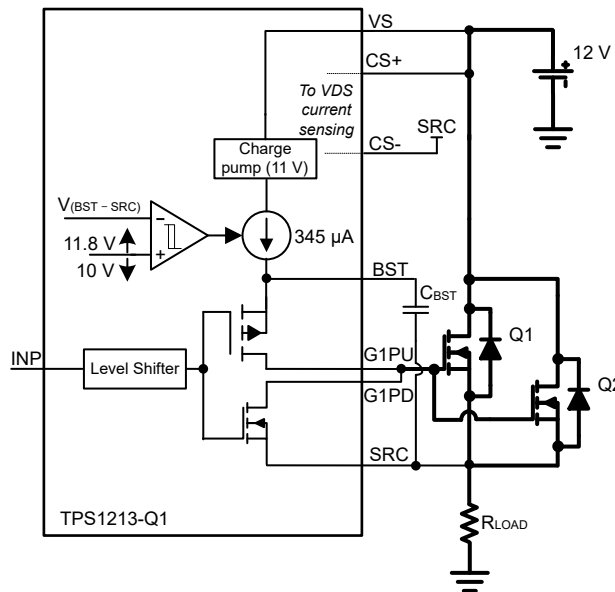 VS
CS+
12 V
To VDS
current
sensing
SRC
CS-
Charge
pump (11 V)
V(BST – SRC)
11.8 V
10 V
345 µA
BST
CBST
Q1
INP
Level Shifter
G1PU
G1PD
Q2
SRC
RLOAD
TPS1213-Q1